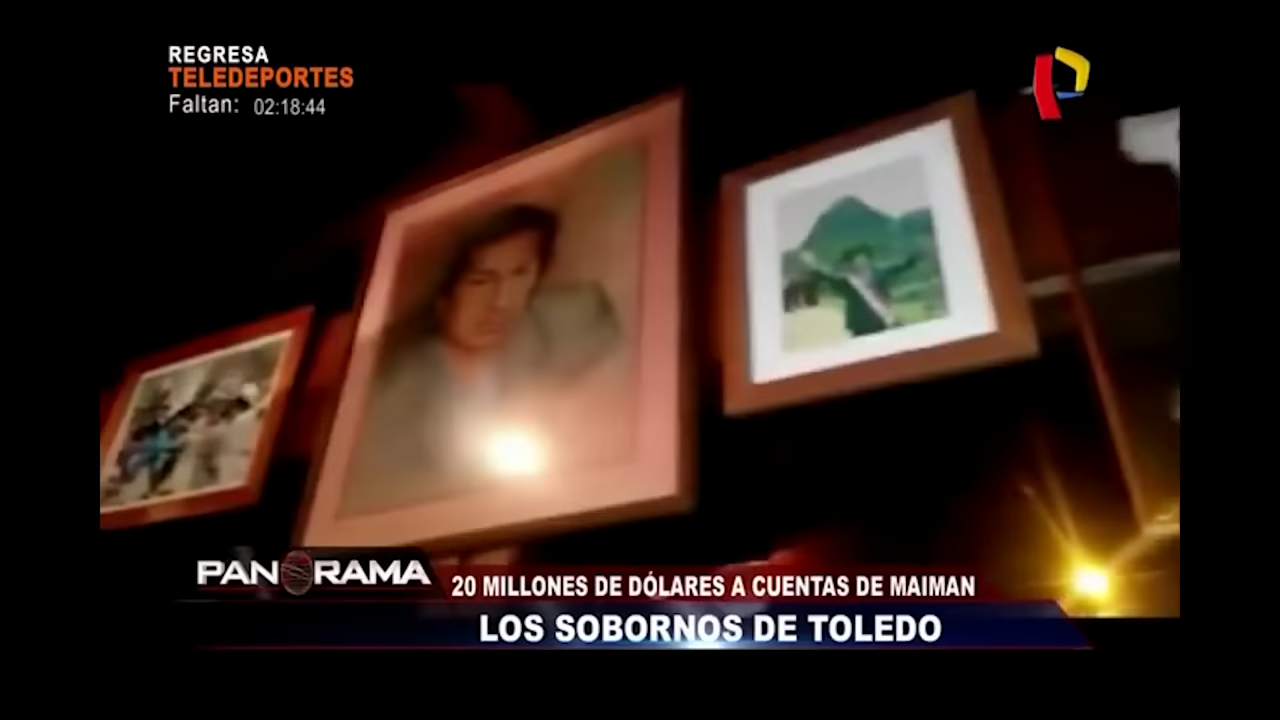 REGRESA
TELEDEPORTES
Faltan: 02:18:44
PANORAMA
20 MILLONES DE DÓLARES A CUENTAS DE MAIMAN
LOS SOBORNOS DE TOLEDO